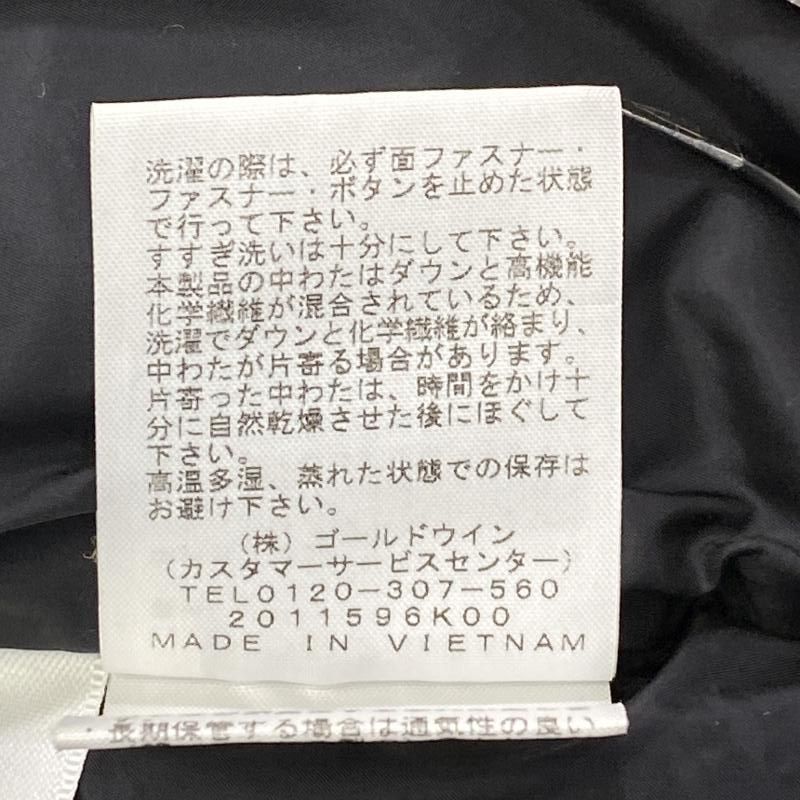 洗濯の際は、必ず面ファスナー・
ファスナー・ボタンを止めた状態
で行って下さい。
すすぎ洗いは十分にして下さい。
本製品の中わたはダウンと高機能
化学繊維が混合されているため、
洗濯でダウンと化学繊維が絡まり、
中わたが片寄る場合があります。
片寄った中わたは、時間をかけ十
分に自然乾燥させた後にほぐして
下さい。
高温多湿、蒸れた状態での保存は
お避け下さい。
(株)ゴールドウイン
(カスタマーサービスセンター)
TEL0120-307-560
2011596K00
MADE IN VIETNAM
・長期保管する場合は通気性の良い